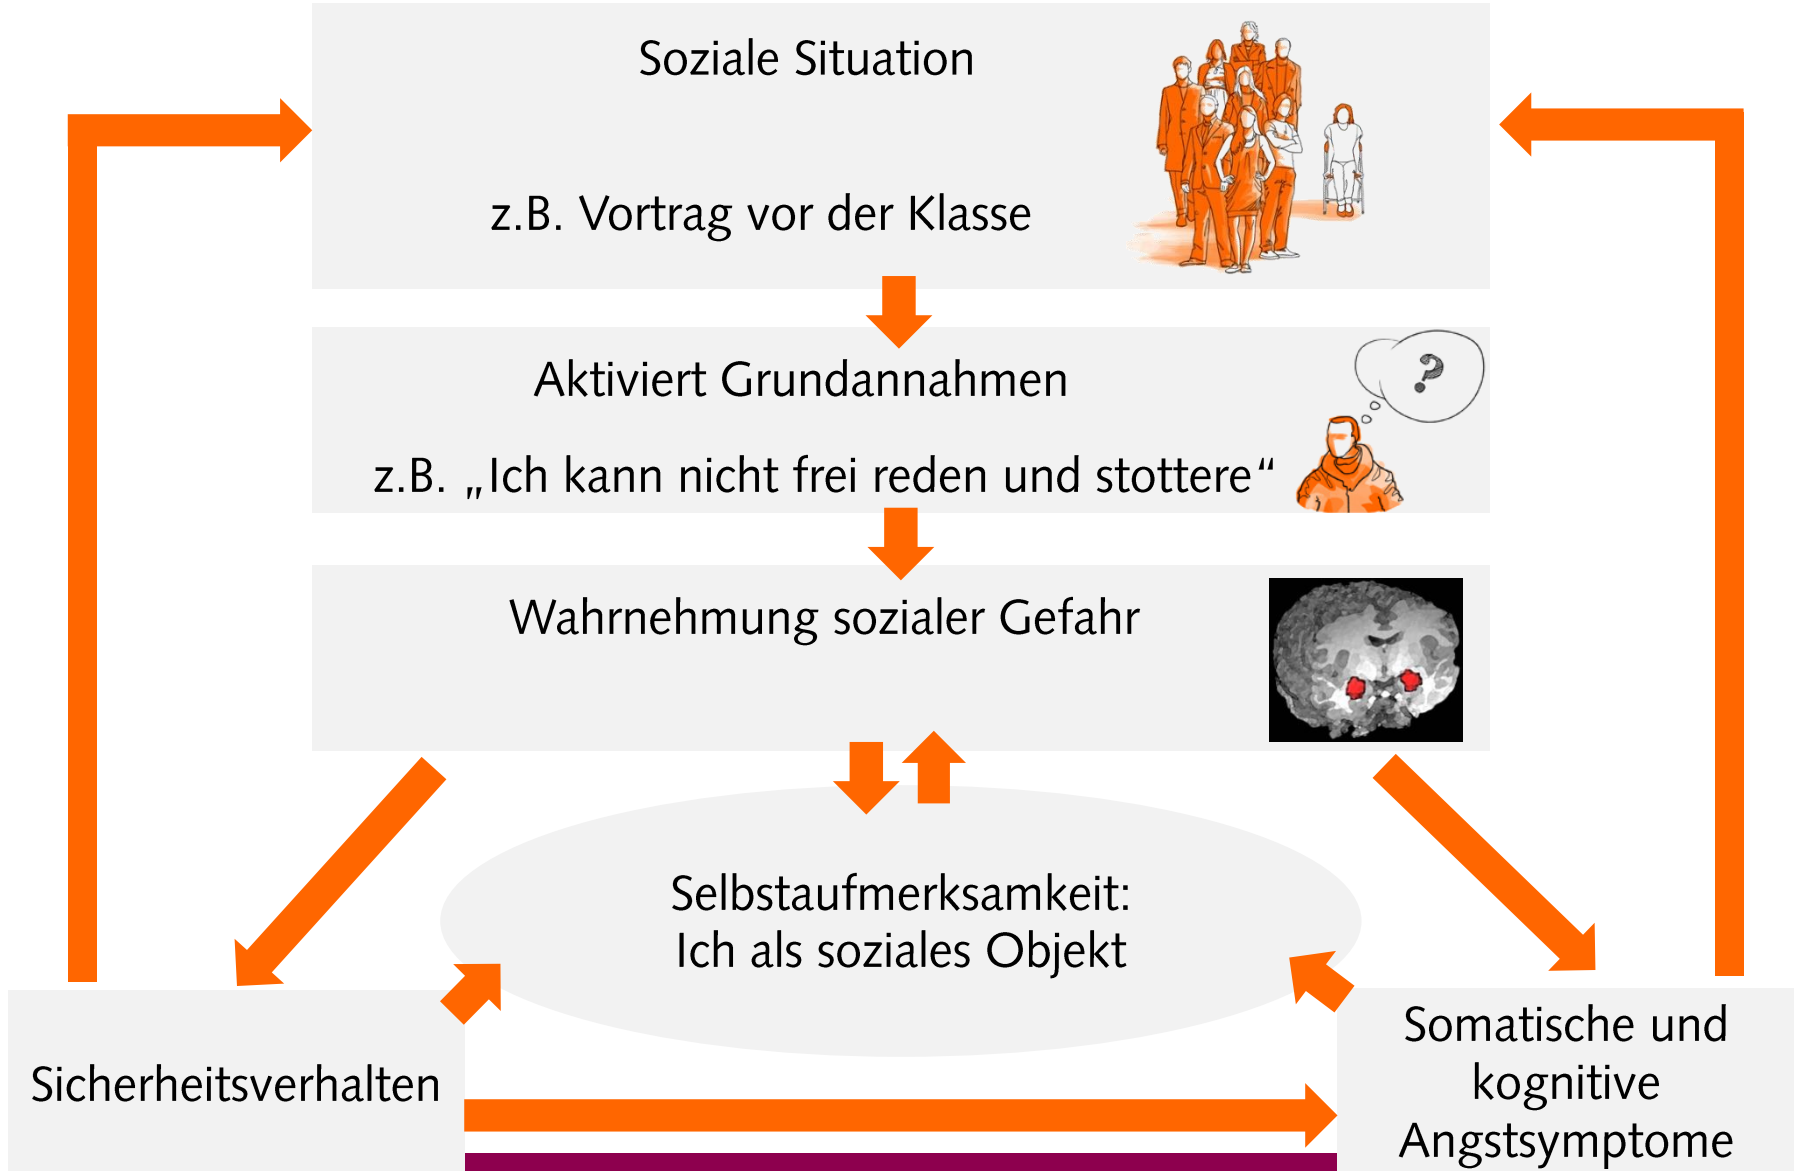 Soziale Situation
z.B. Vortrag vor der Klasse
Aktiviert Grundannahmen
?
z.B. „Ich kann nicht frei reden und stottere“
Wahrnehmung sozialer Gefahr
Selbstaufmerksamkeit:
Ich als soziales Objekt
Sicherheitsverhalten
Somatische und
kognitive
Angstsymptome